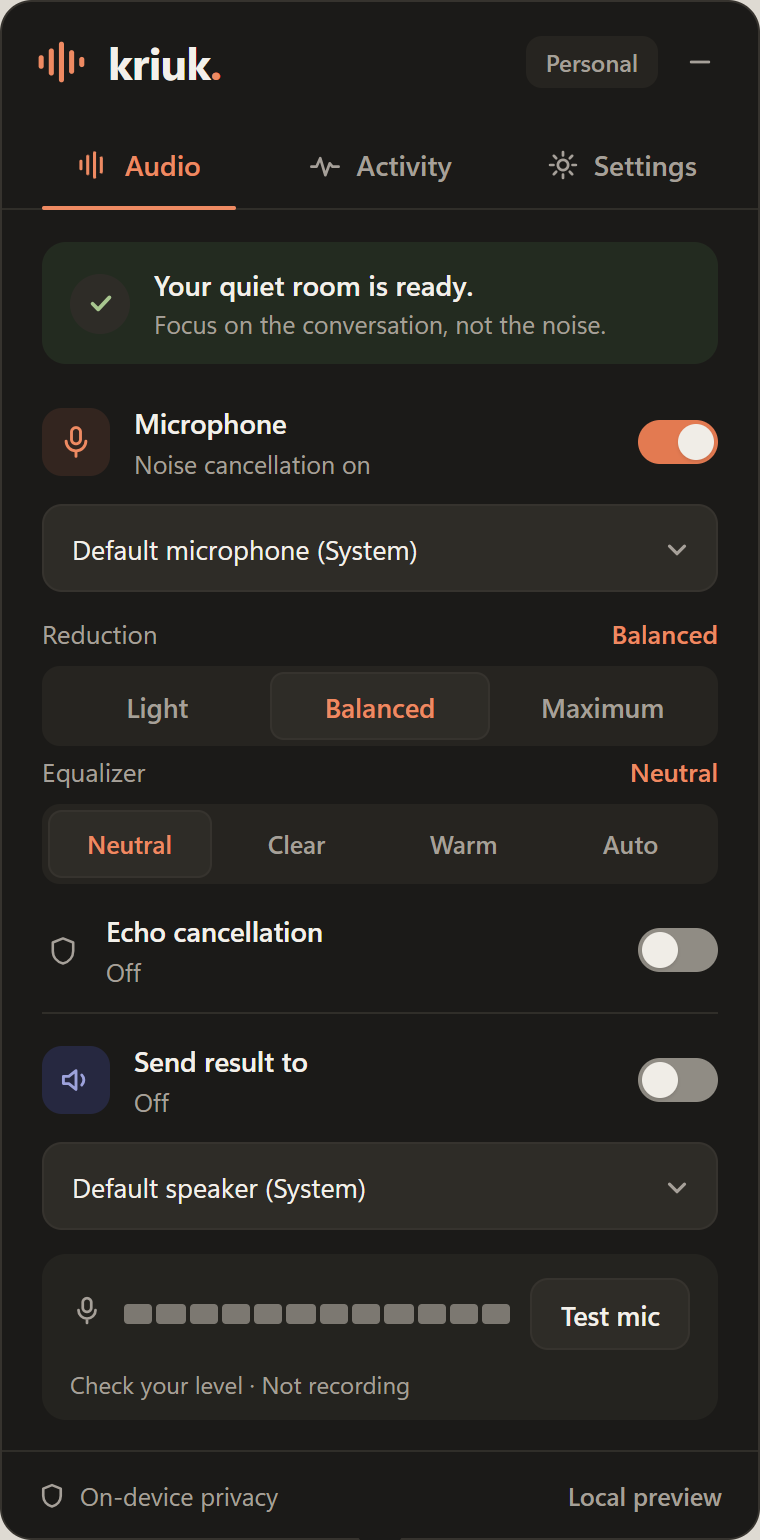 kriuk.
Personal
Audio
Activity
Settings
Your quiet room is ready.
Focus on the conversation, not the noise.
Microphone
Noise cancellation on
Default microphone (System)
Reduction
Balanced
Light
Balanced
Maximum
Equalizer
Neutral
Neutral
Clear
Warm
Auto
Echo cancellation
Off
Send result to
Off
Default speaker (System)
Test mic
Check your level · Not recording
On-device privacy
Local preview